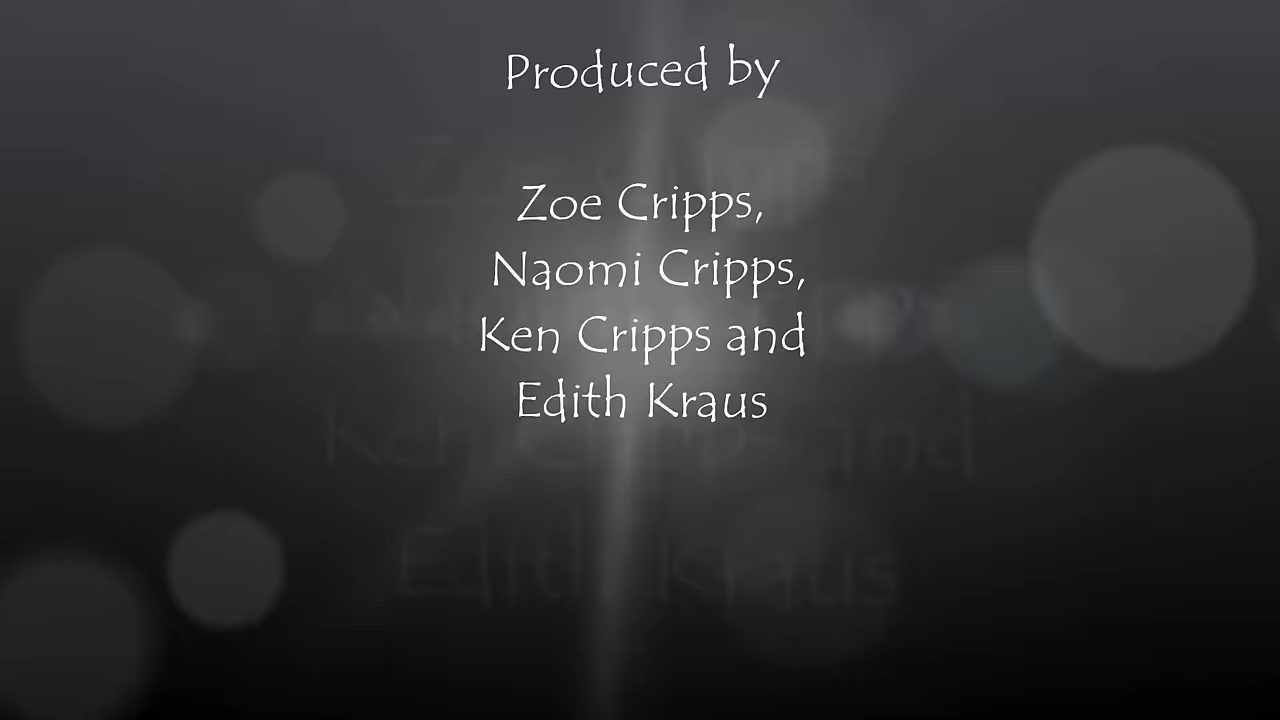 Produced by
Zoe Cripps,
Naomi Cripps,
Ken Cripps and
Edith Kraus